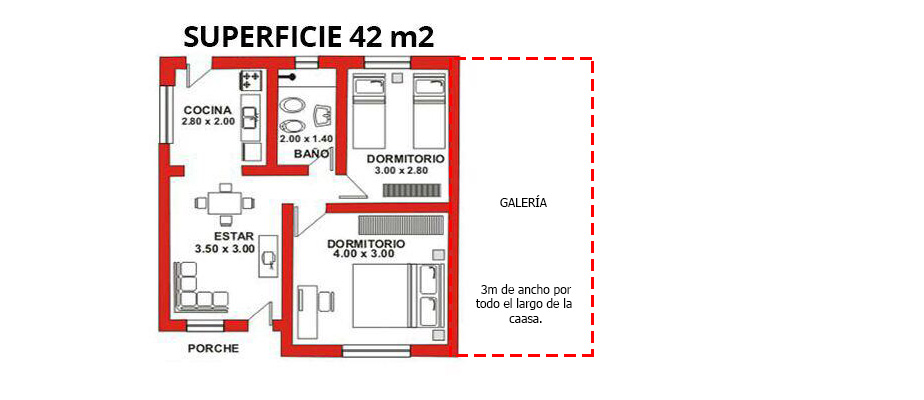 SUPERFICIE 42 m2
COCINA
2.80 x 2.00
2.00 x 1.40
BAÑO
DORMITORIO
3.00 x 2.80
ESTAR
3.50 x 3.00
DORMITORIO
4.00 x 3.00
PORCHE
GALERÍA
3m de ancho por
todo el largo de la
caasa.